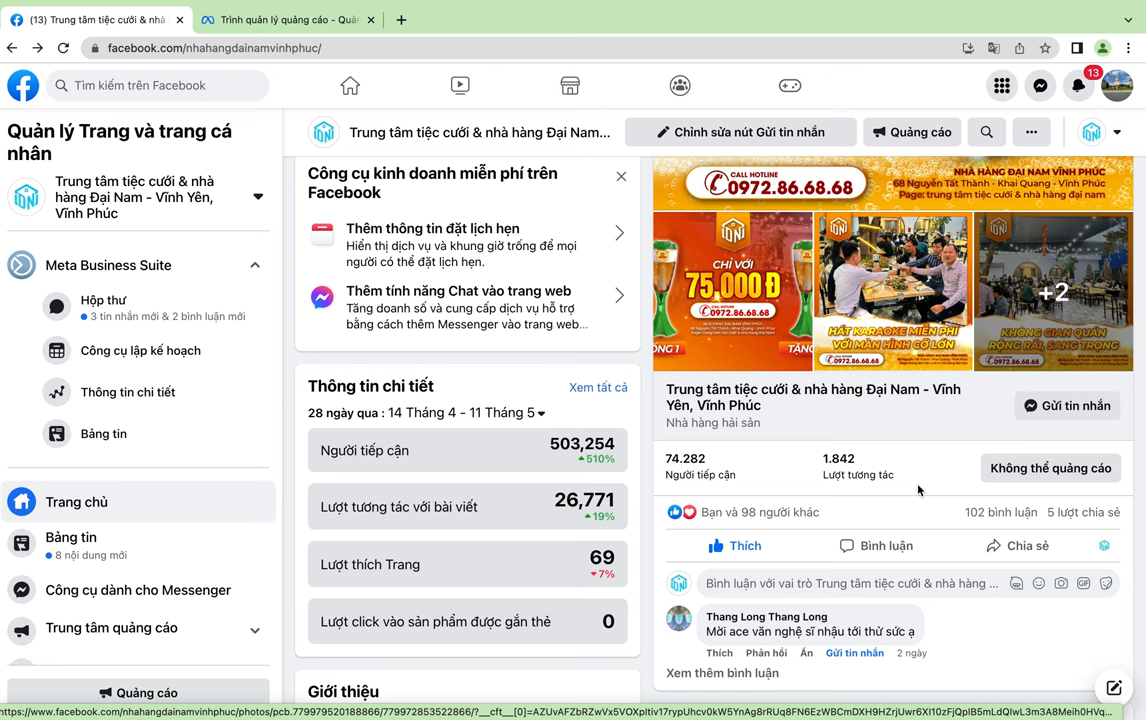 (13) Trung tâm tiệc cưới & nhà
Trình quản lý quảng cáo - Quản
facebook.com/nhahangdainamvinhphuc/
Tìm kiếm trên Facebook
13
Quản lý Trang và trang cá
nhân
Trung tâm tiệc cưới & nhà
hàng Đại Nam - Vĩnh Yên,
Vĩnh Phúc
Meta Business Suite
Hộp thư
3 tin nhắn mới & 2 bình luận mới
Công cụ lập kế hoạch
Thông tin chi tiết
Bảng tin
Trang chủ
Bảng tin
8 nội dung mới
Công cụ dành cho Messenger
Trung tâm quảng cáo
Quảng cáo
Trung tâm tiệc cưới & nhà hàng Đại Nam...
Chỉnh sửa nút Gửi tin nhắn
Quảng cáo
Công cụ kinh doanh miễn phí trên
Facebook
Thêm thông tin đặt lịch hẹn
Hiển thị dịch vụ và khung giờ trống để mọi
người có thể đặt lịch hẹn.
Thêm tính năng Chat vào trang web
Tăng doanh số và cung cấp dịch vụ hỗ trợ
bằng cách thêm Messenger vào trang web...
Thông tin chi tiết
Xem tất cả
28 ngày qua : 14 Tháng 4 - 11 Tháng 5
Người tiếp cận
503,254
510%
Lượt tương tác với bài viết
26,771
19%
Lượt thích Trang
69
7%
Lượt click vào sản phẩm được gắn thẻ
0
Giới thiệu
CALL HOTLINE
0972.86.68.68
NHÀ HÀNG ĐẠI NAM VĨNH PHÚC
68 Nguyễn Tất Thành - Khai Quang - Vĩnh Phúc
Page: trung tâm tiệc cưới & nhà hàng đại nam
CHỈ VỚI
75,000 Đ
0972.86.68.68
HÁT KARAOKE MIỄN PHÍ
VỚI MÀN HÌNH CỠ LỚN
+2
KHÔNG GIAN QUÁN
RỘNG RÃI, SANG TRỌNG
Trung tâm tiệc cưới & nhà hàng Đại Nam - Vĩnh
Yên, Vĩnh Phúc
Nhà hàng hải sản
Gửi tin nhắn
74.282
Người tiếp cận
1.842
Lượt tương tác
Không thể quảng cáo
Bạn và 98 người khác
102 bình luận
5 lượt chia sẻ
Thích
Bình luận
Chia sẻ
Bình luận với vai trò Trung tâm tiệc cưới & nhà hàng ...
GIF
Thang Long Thang Long
Mời ace văn nghệ sĩ nhậu tới thử sức ạ
Thích Phản hồi Ẩn Gửi tin nhắn 2 ngày
Xem thêm bình luận